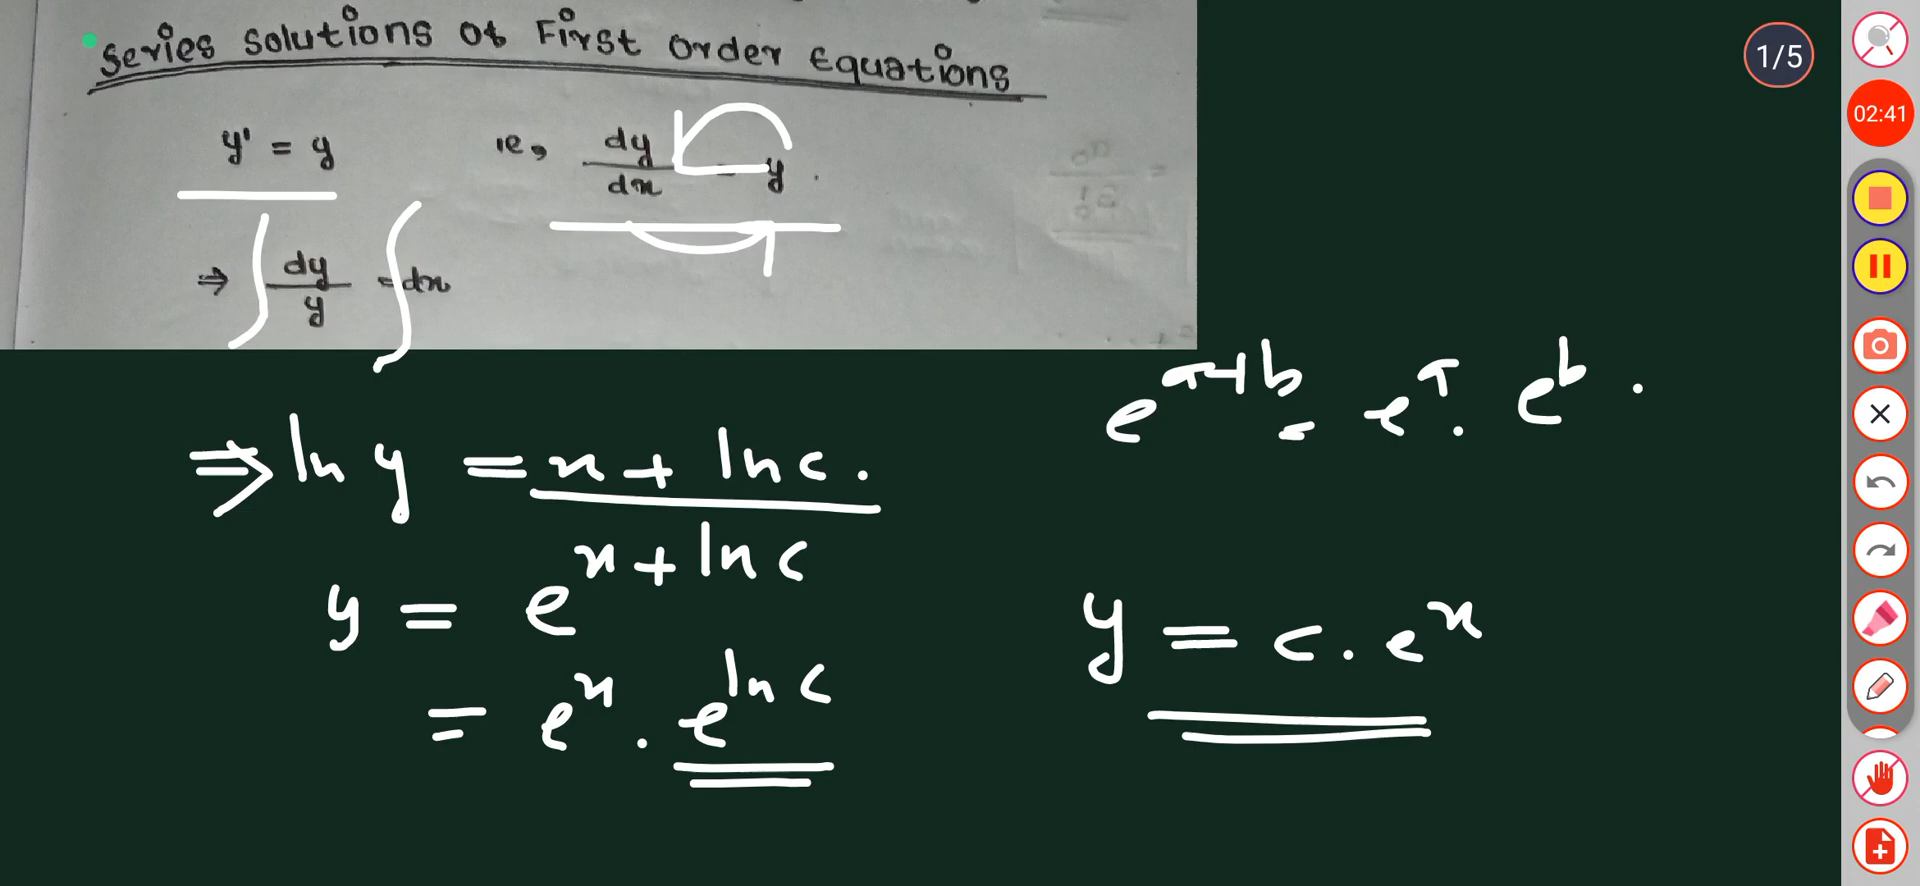 Series Solutions of First Order Equations
y' = y ie, dy/dx = y .
⇒ ∫ dy/y = ∫ dx
e^a+b = e^a . e^b .
⇒ ln y = x + ln c .
y = e^x + ln c
= e^x . e^ln c
y = c . e^x
1/5
02:41